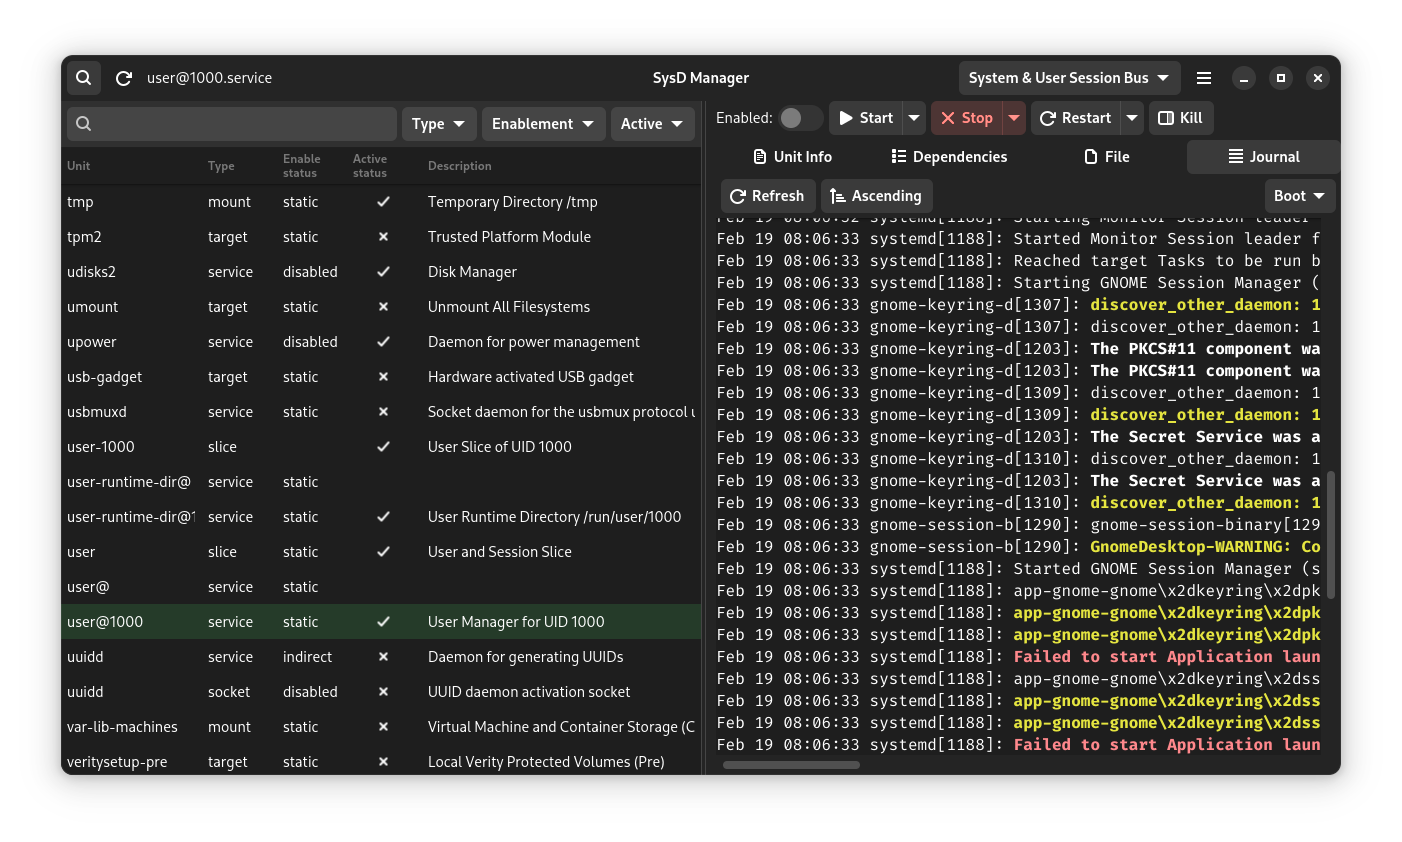 user@1000.service SysD Manager System & User Session Bus
Type Enablement Active
Unit Type Enable status Active status Description
tmp mount static Temporary Directory /tmp
tpm2 target static Trusted Platform Module
udisks2 service disabled Disk Manager
umount target static Unmount All Filesystems
upower service disabled Daemon for power management
usb-gadget target static Hardware activated USB gadget
usbmuxd service static Socket daemon for the usbmux protocol
user-1000 slice User Slice of UID 1000
user-runtime-dir@ service static
user-runtime-dir@1 service static User Runtime Directory /run/user/1000
user slice static User and Session Slice
user@ service static
user@1000 service static User Manager for UID 1000
uuidd service indirect Daemon for generating UUIDs
uuidd socket disabled UUID daemon activation socket
var-lib-machines mount static Virtual Machine and Container Storage (C
veritysetup-pre target static Local Verity Protected Volumes (Pre)
Enabled: Start Stop Restart Kill
Unit Info Dependencies File Journal
Refresh Ascending Boot
Feb 19 08:06:32 systemd[1188]: Starting Monitor Session leader
Feb 19 08:06:33 systemd[1188]: Started Monitor Session leader f
Feb 19 08:06:33 systemd[1188]: Reached target Tasks to be run b
Feb 19 08:06:33 systemd[1188]: Starting GNOME Session Manager (
Feb 19 08:06:33 gnome-keyring-d[1307]: discover_other_daemon: 1
Feb 19 08:06:33 gnome-keyring-d[1307]: discover_other_daemon: 1
Feb 19 08:06:33 gnome-keyring-d[1203]: The PKCS#11 component wa
Feb 19 08:06:33 gnome-keyring-d[1203]: The PKCS#11 component wa
Feb 19 08:06:33 gnome-keyring-d[1309]: discover_other_daemon: 1
Feb 19 08:06:33 gnome-keyring-d[1309]: discover_other_daemon: 1
Feb 19 08:06:33 gnome-keyring-d[1203]: The Secret Service was a
Feb 19 08:06:33 gnome-keyring-d[1310]: discover_other_daemon: 1
Feb 19 08:06:33 gnome-keyring-d[1203]: The Secret Service was a
Feb 19 08:06:33 gnome-keyring-d[1310]: discover_other_daemon: 1
Feb 19 08:06:33 gnome-session-b[1290]: gnome-session-binary[129
Feb 19 08:06:33 gnome-session-b[1290]: GnomeDesktop-WARNING: Co
Feb 19 08:06:33 systemd[1188]: Started GNOME Session Manager (s
Feb 19 08:06:33 systemd[1188]: app-gnome-gnome\x2dkeyring\x2dpk
Feb 19 08:06:33 systemd[1188]: app-gnome-gnome\x2dkeyring\x2dpk
Feb 19 08:06:33 systemd[1188]: app-gnome-gnome\x2dkeyring\x2dpk
Feb 19 08:06:33 systemd[1188]: Failed to start Application laun
Feb 19 08:06:33 systemd[1188]: app-gnome-gnome\x2dkeyring\x2dss
Feb 19 08:06:33 systemd[1188]: app-gnome-gnome\x2dkeyring\x2dss
Feb 19 08:06:33 systemd[1188]: app-gnome-gnome\x2dkeyring\x2dss
Feb 19 08:06:33 systemd[1188]: Failed to start Application laun